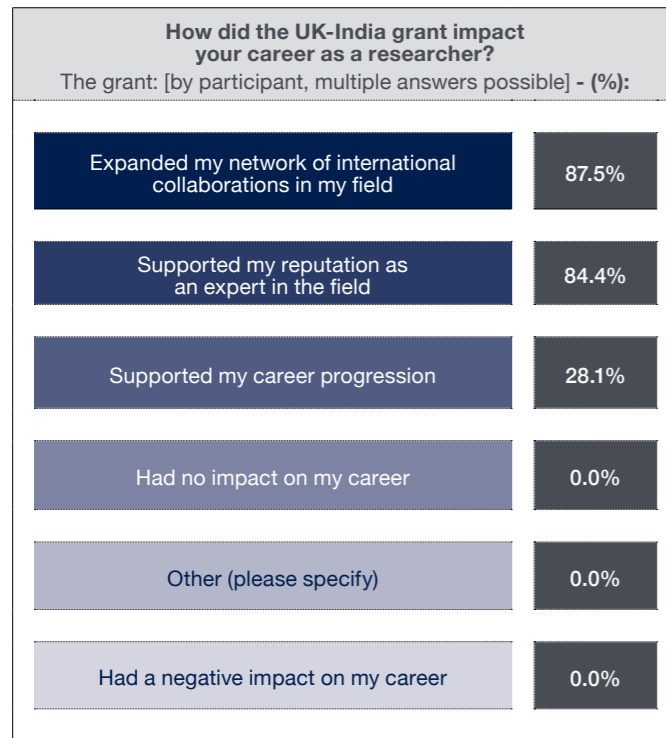 How did the UK-India grant impact
your career as a researcher?
The grant: [by participant, multiple answers possible] - (%):
Expanded my network of international
collaborations in my field
87.5%
Supported my reputation as
an expert in the field
84.4%
Supported my career progression
28.1%
Had no impact on my career
0.0%
Other (please specify)
0.0%
Had a negative impact on my career
0.0%